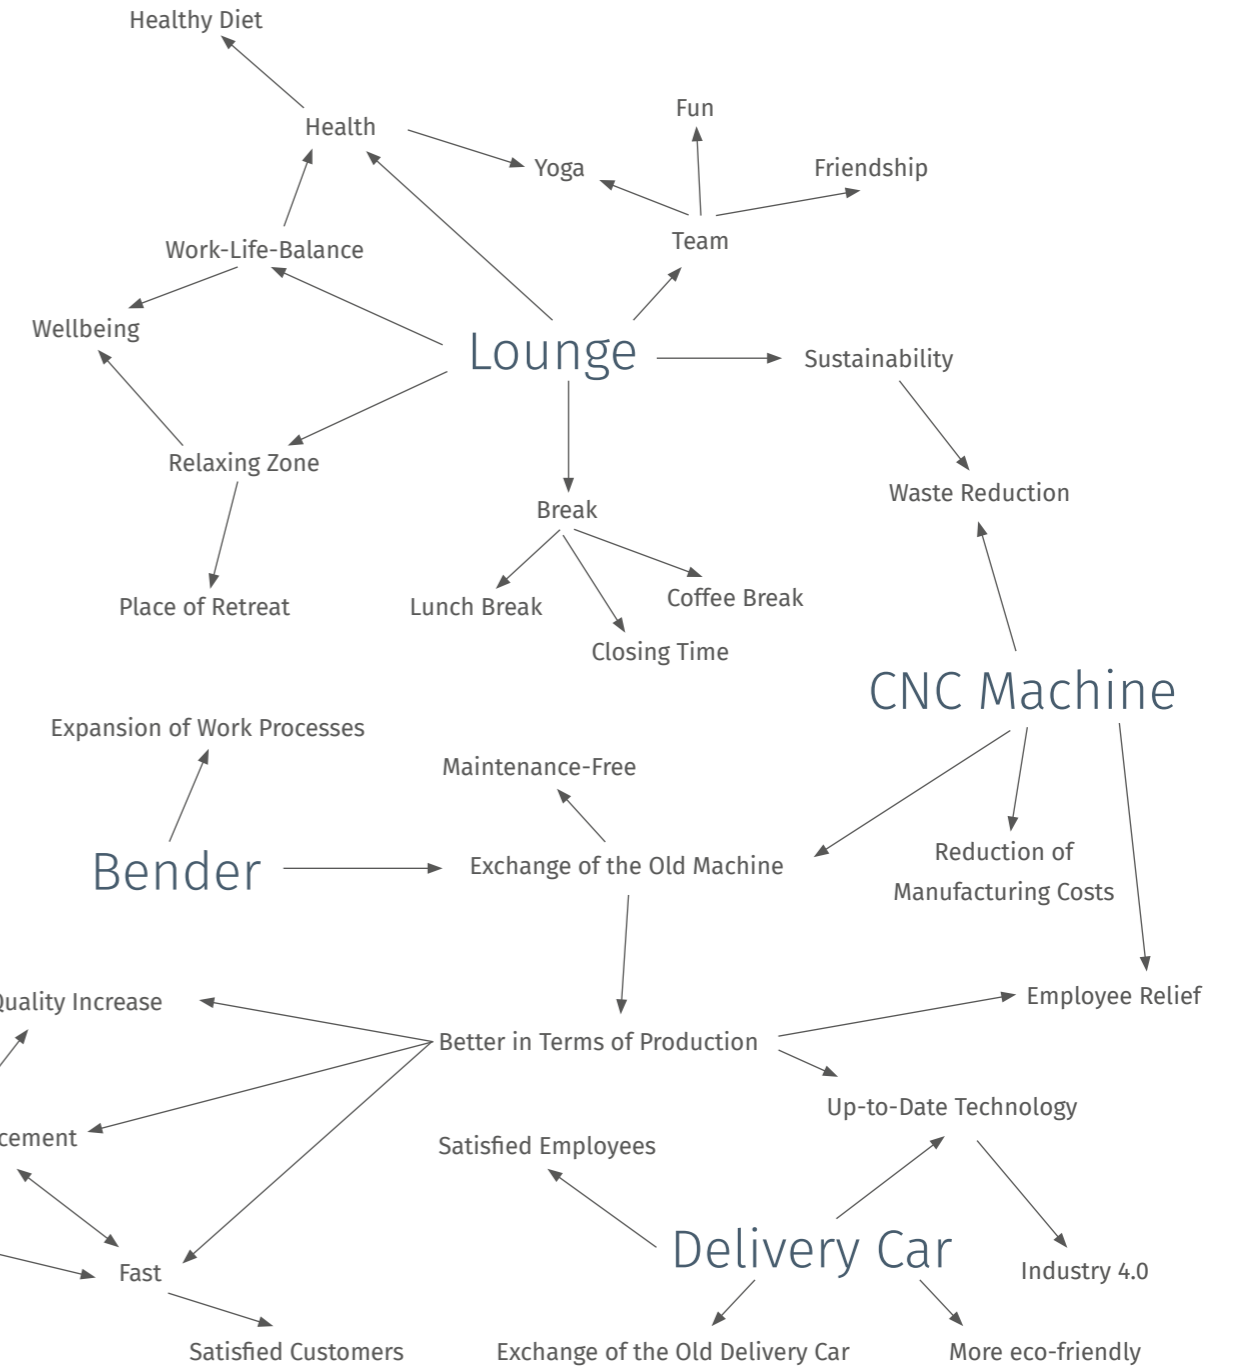 Healthy Diet
Fun
Health
Yoga
Friendship
Team
Work-Life-Balance
Wellbeing
Lounge
Sustainability
Relaxing Zone
Waste Reduction
Break
Coffee Break
Place of Retreat
Lunch Break
Closing Time
CNC Machine
Expansion of Work Processes
Maintenance-Free
Reduction of
Manufacturing Costs
Bender
Exchange of the Old Machine
Quality Increase
Employee Relief
Better in Terms of Production
Up-to-Date Technology
cement
Satisfied Employees
Delivery Car
Fast
Industry 4.0
Satisfied Customers
Exchange of the Old Delivery Car
More eco-friendly